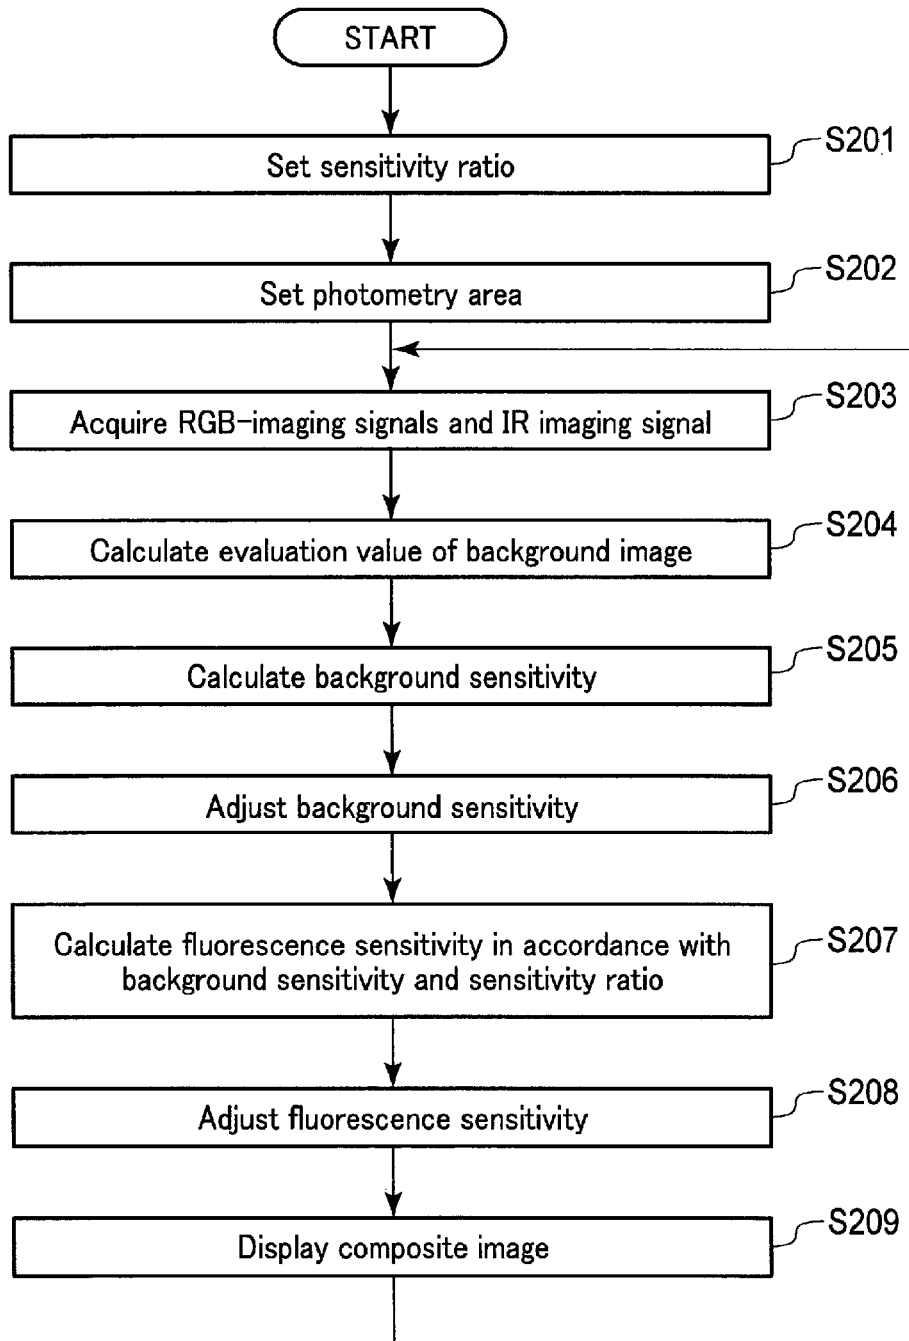 START
S201
Set sensitivity ratio
S202
Set photometry area
S203
Acquire RGB-imaging signals and IR imaging signal
S204
Calculate evaluation value of background image
S205
Calculate background sensitivity
S206
Adjust background sensitivity
S207
Calculate fluorescence sensitivity in accordance with
background sensitivity and sensitivity ratio
S208
Adjust fluorescence sensitivity
S209
Display composite image